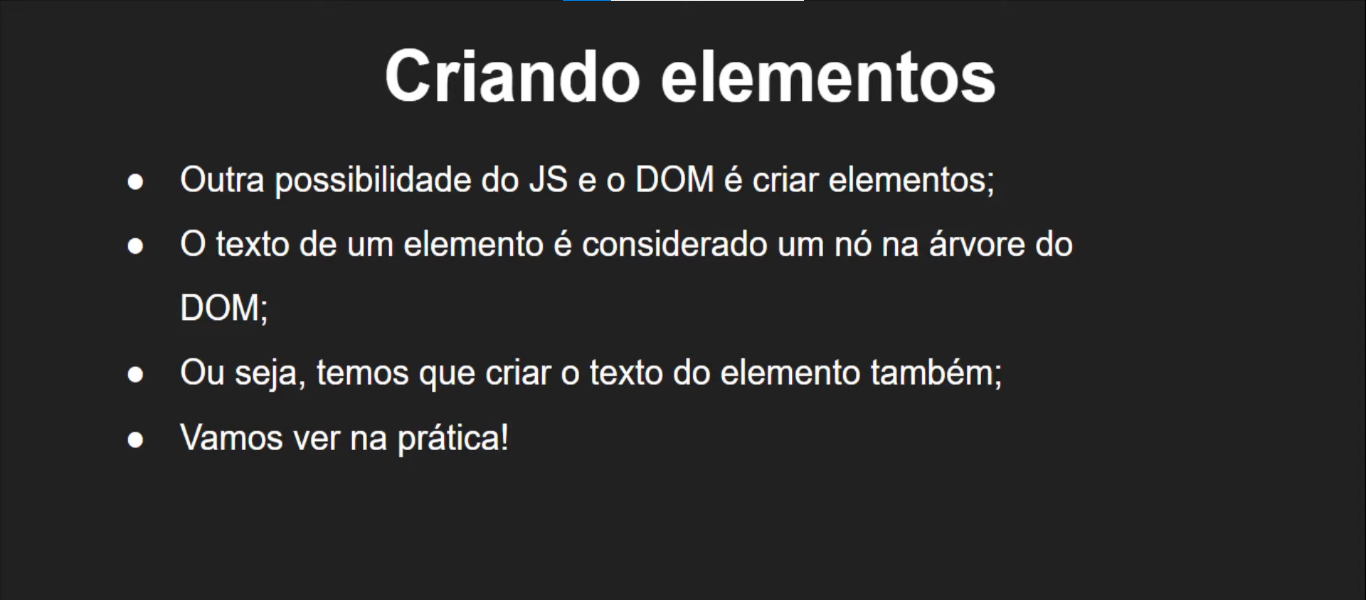 Criando elementos
● Outra possibilidade do JS e o DOM é criar elementos;
● O texto de um elemento é considerado um nó na árvore do
DOM;
● Ou seja, temos que criar o texto do elemento também;
● Vamos ver na prática!